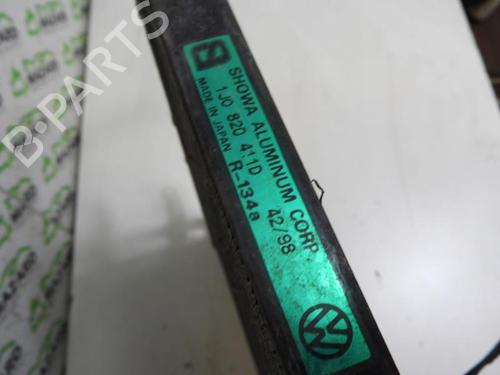 SHOWA ALUMINUM CORP.
1J0 820 411D 42/98
MADE IN JAPAN R-134a
B-PARTS